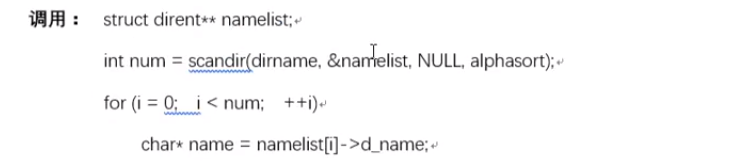 调用： struct dirent** namelist;
int num = scandir(dirname, &namelist, NULL, alphasort);
for (i = 0; i < num; ++i)
char* name = namelist[i]->d_name;